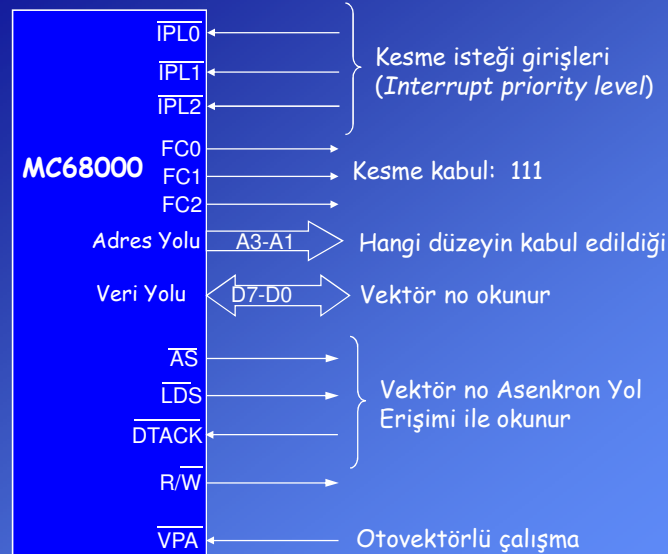 IPL0
IPL1
IPL2
Kesme isteği girişleri
(Interrupt priority level)
MC68000
FC0
FC1
FC2
Kesme kabul: 111
Adres Yolu
A3-A1
Hangi düzeyin kabul edildiği
Veri Yolu
D7-D0
Vektör no okunur
AS
LDS
DTACK
Vektör no Asenkron Yol
Erişimi ile okunur
R/W
VPA
Otovektörlü çalışma